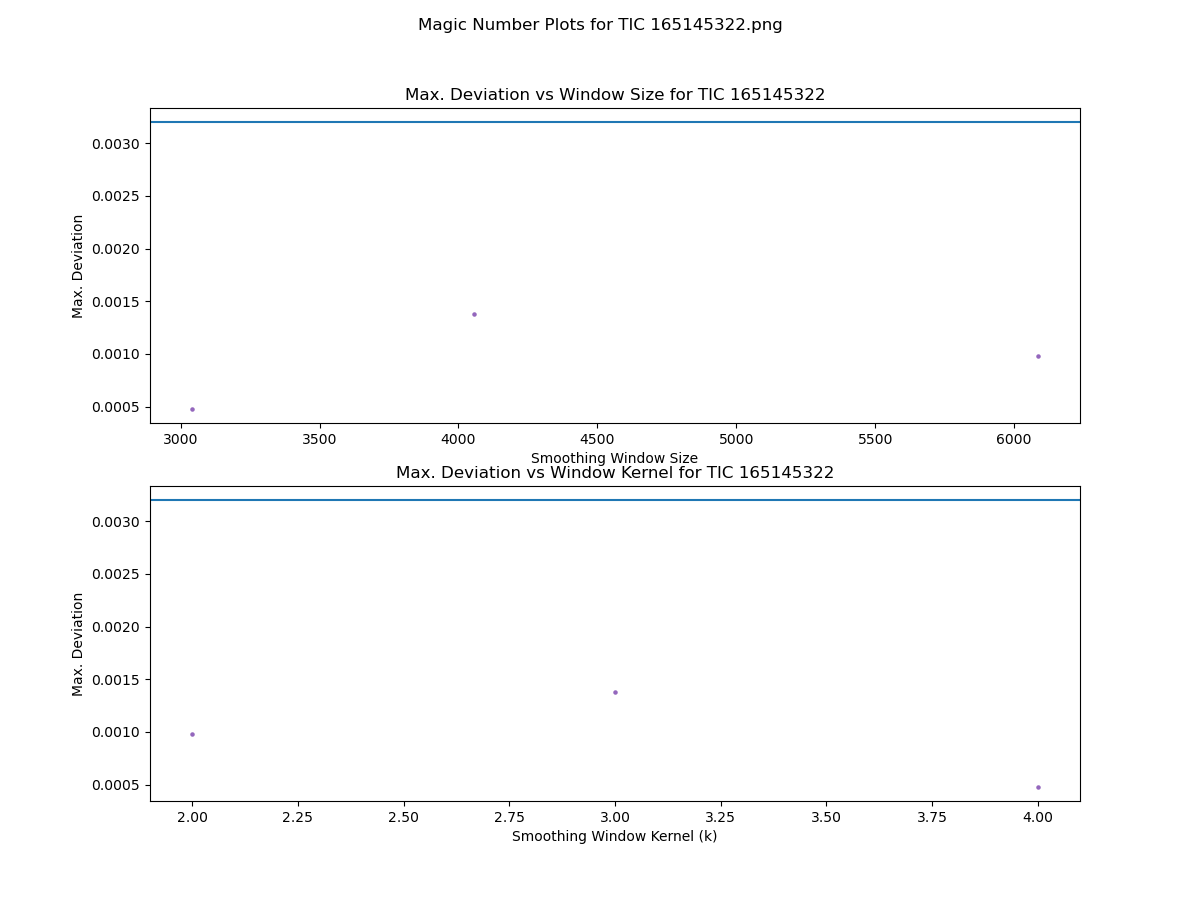 Magic Number Plots for TIC 165145322.png
Max. Deviation vs Window Size for TIC 165145322
0.0030
0.0025
0.0020
0.0015
0.0010
0.0005
Max. Deviation
3000 3500 4000 4500 5000 5500 6000
Smoothing Window Size
Max. Deviation vs Window Kernel for TIC 165145322
0.0030
0.0025
0.0020
0.0015
0.0010
0.0005
Max. Deviation
2.00 2.25 2.50 2.75 3.00 3.25 3.50 3.75 4.00
Smoothing Window Kernel (k)